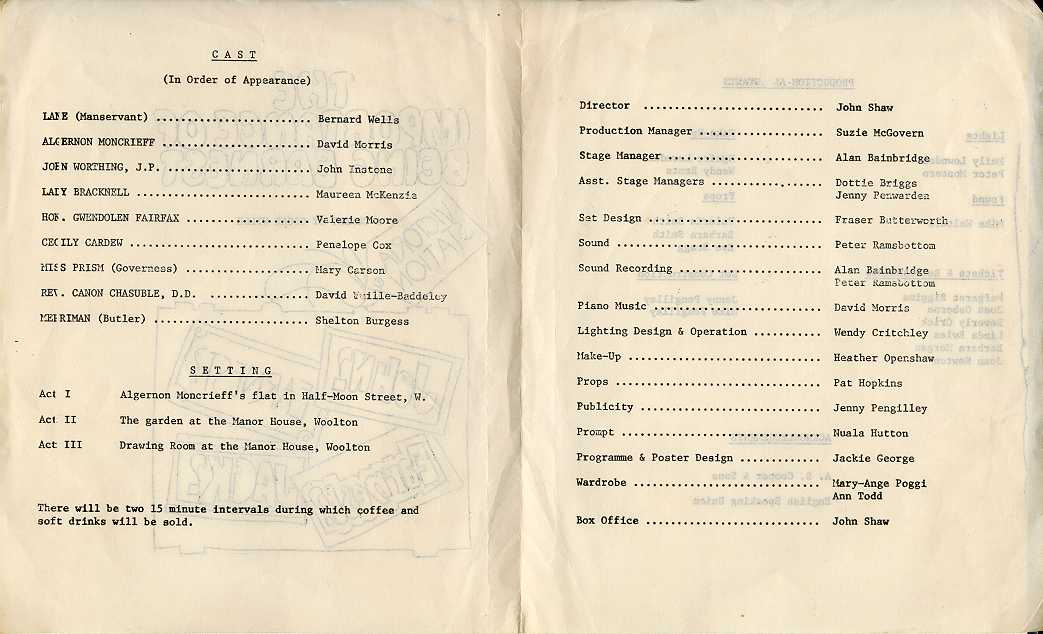 C A S T
(In Order of Appearance)
LANE (Manservant) ......................... Bernard Wells
ALGERNON MONCRIEFF ........................ David Morris
JOHN WORTHING, J.P. ....................... John Instone
LADY BRACKNELL ............................ Maureen McKenzie
HON. GWENDOLEN FAIRFAX .................... Valerie Moore
CECILY CARDEW ............................. Penelope Cox
MISS PRISM (Governess) .................... Mary Carson
REV. CANON CHASUBLE, D.D. ................ David Baddeley
MERRIMAN (Butler) ......................... Shelton Burgess
S E T T I N G
Act I Algernon Moncrieff's flat in Half-Moon Street, W.
Act II The garden at the Manor House, Woolton
Act III Drawing Room at the Manor House, Woolton
There will be two 15 minute intervals during which coffee and
soft drinks will be sold.
Director ............................. John Shaw
Production Manager .................... Suzie McGovern
Stage Manager ......................... Alan Bainbridge
Asst. Stage Managers .................. Dottie Briggs
Jenny Penwarden
Set Design ............................ Fraser Butterworth
Sound ................................. Peter Ramsbottom
Sound Recording ....................... Alan Bainbridge
Peter Ramsbottom
Piano Music ........................... David Morris
Lighting Design & Operation ........... Wendy Critchley
Make-Up ............................... Heather Openshaw
Props ................................. Pat Hopkins
Publicity ............................. Jenny Pengilley
Prompt ................................ Nuala Hutton
Programme & Poster Design ............. Jackie George
Wardrobe .............................. Mary-Ange Poggi
Ann Todd
Box Office ............................ John Shaw